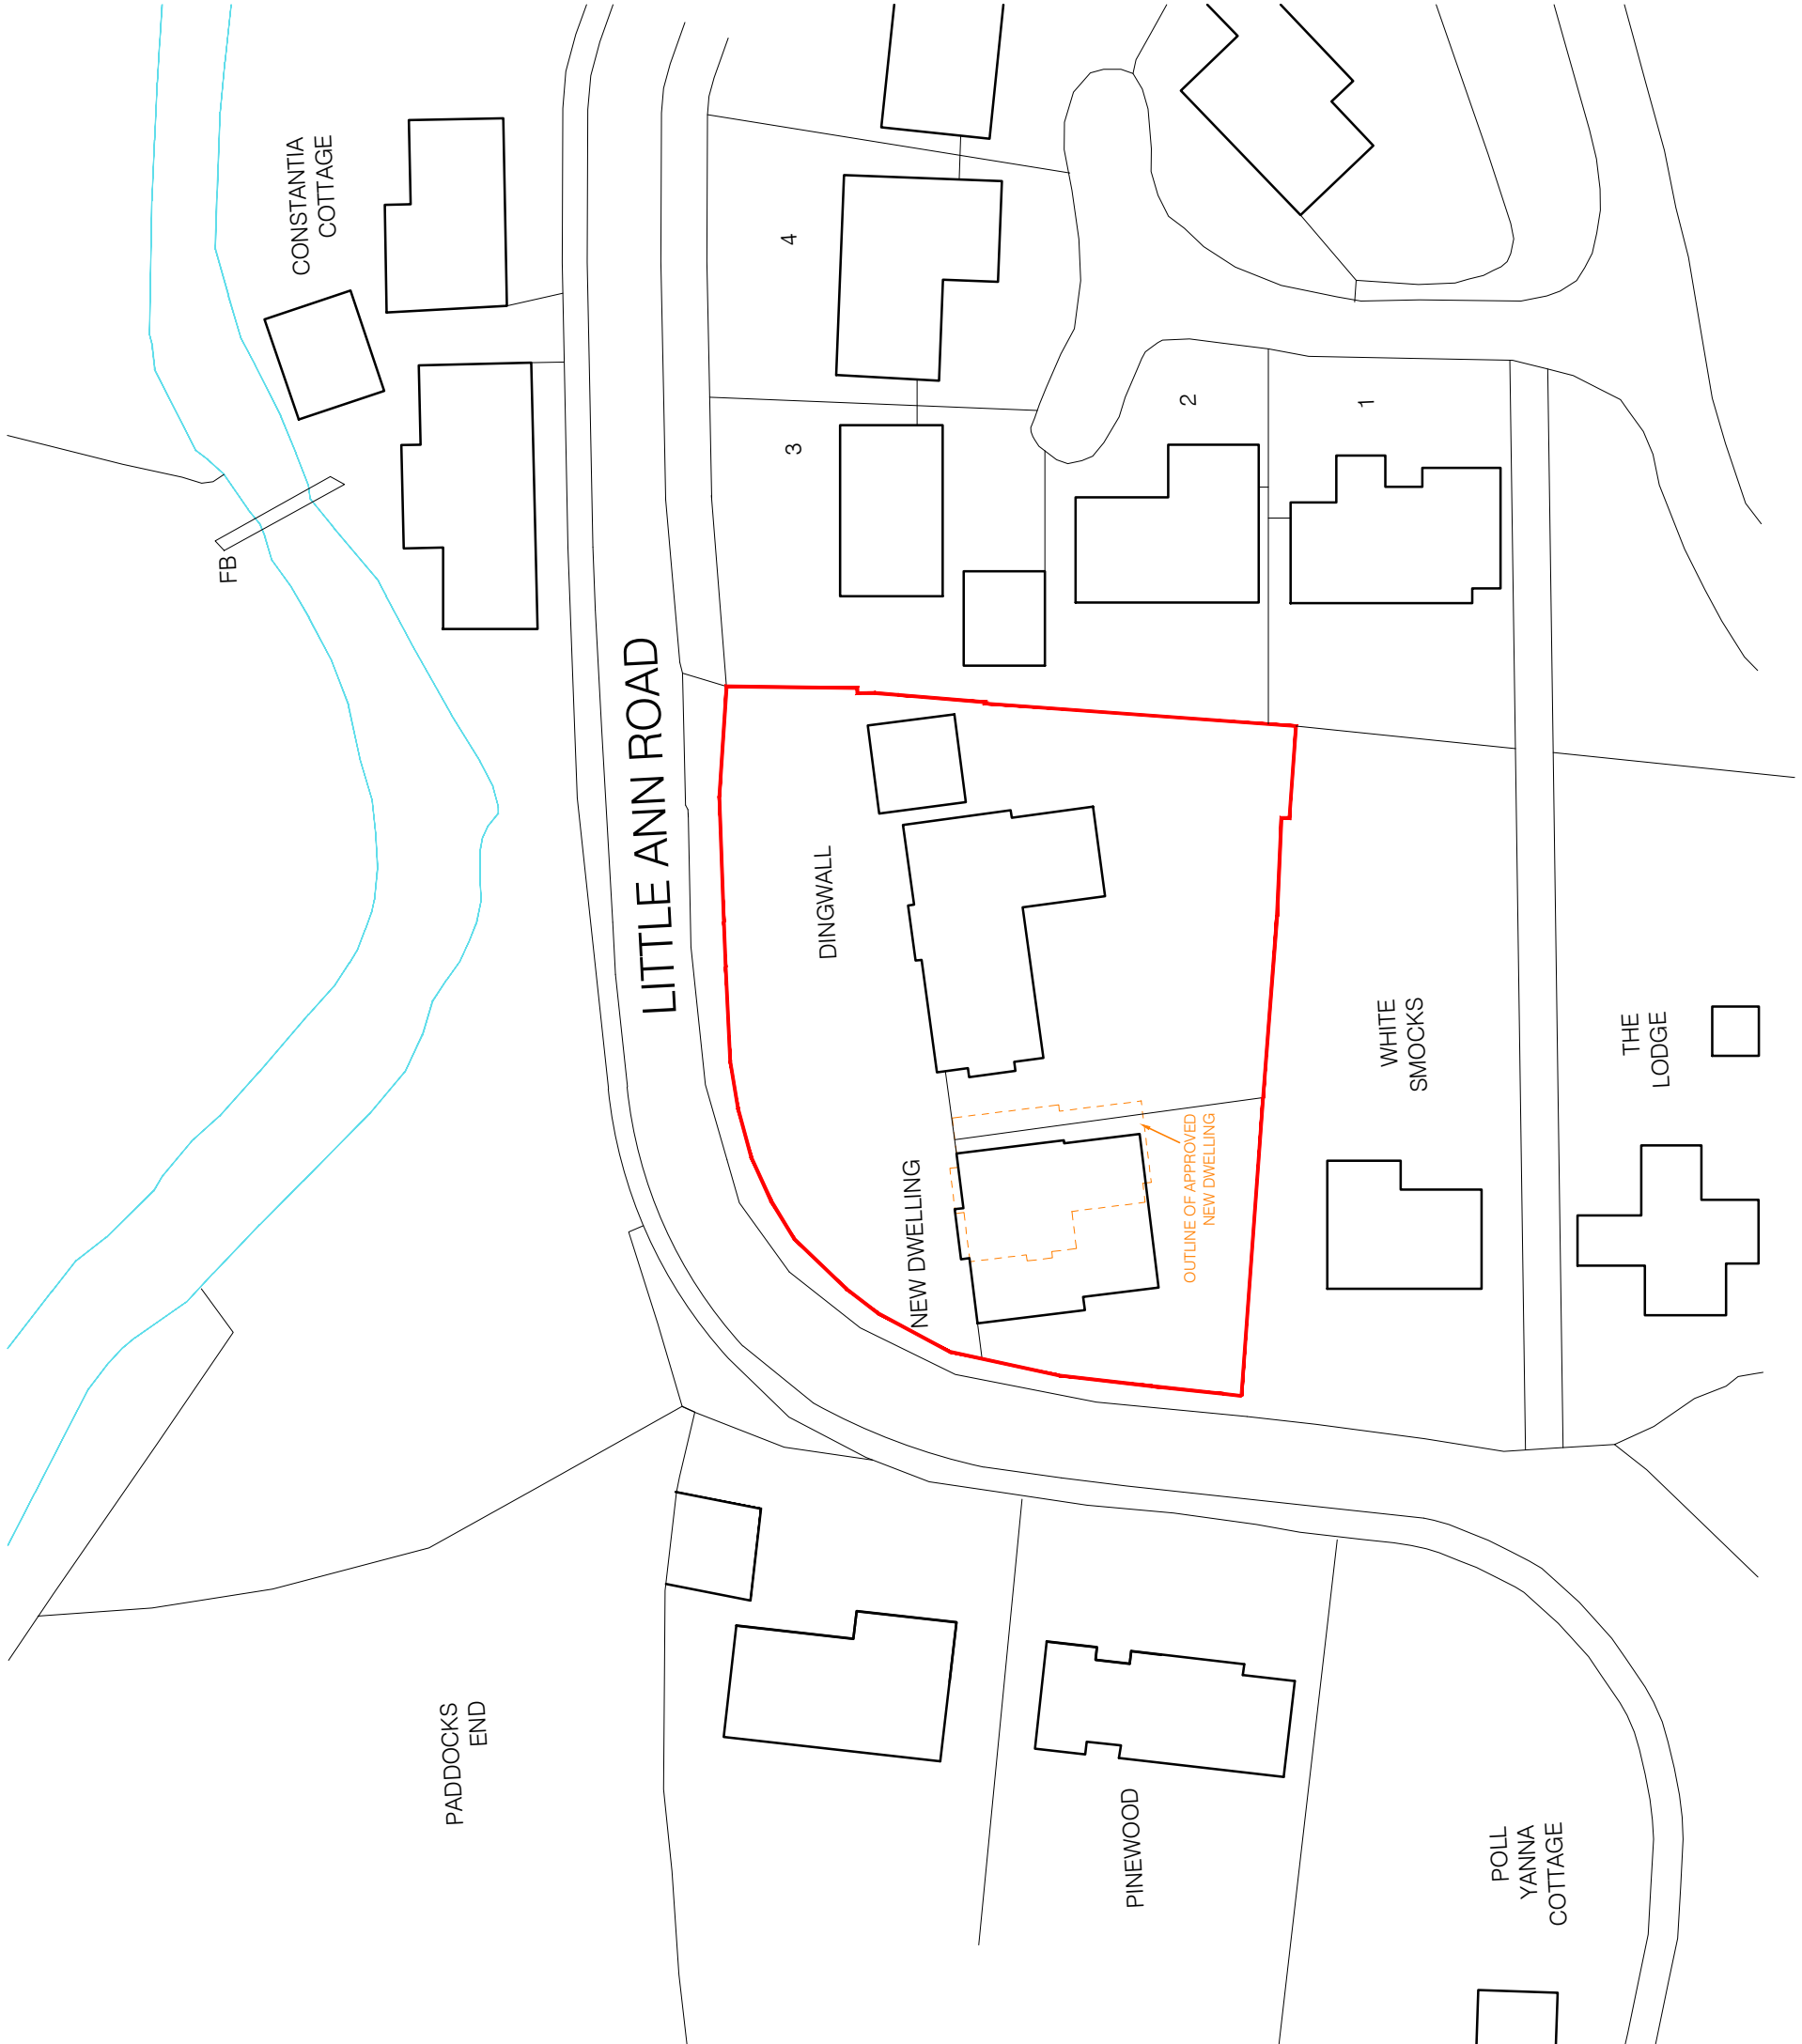 CONSTANTIA
COTTAGE
4
3
2
1
FB
LITTLE ANN ROAD
DINGWALL
WHITE
SMOCKS
THE
LODGE
NEW DWELLING
OUTLINE OF APPROVED
NEW DWELLING
PADDOCKS
END
PINEWOOD
POLL
YANNA
COTTAGE